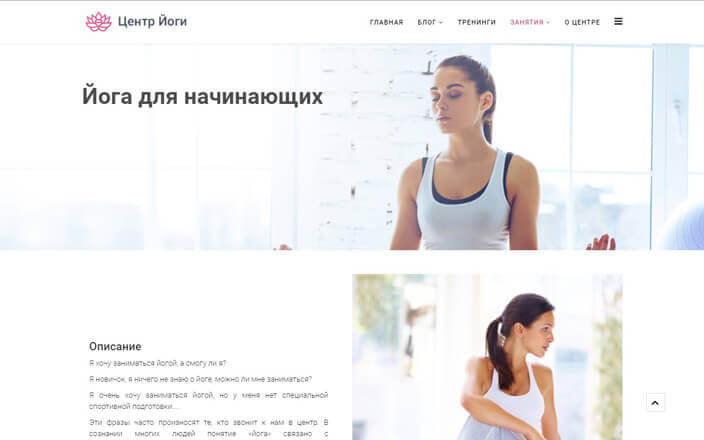 Центр Йоги
ГЛАВНАЯ БЛОГ ТРЕНИНГИ ЗАНЯТИЯ О ЦЕНТРЕ
Йога для начинающих
Описание
Я хочу заниматься йогой, а смогу ли я?
Я новичок, я ничего не знаю о йоге, можно ли мне заниматься?
Я очень хочу заниматься йогой, но у меня нет специальной
спортивной подготовки....
Эти фразы часто произносят те, кто звонит к нам в центр. В
сознании многих людей понятие «йога» связано с